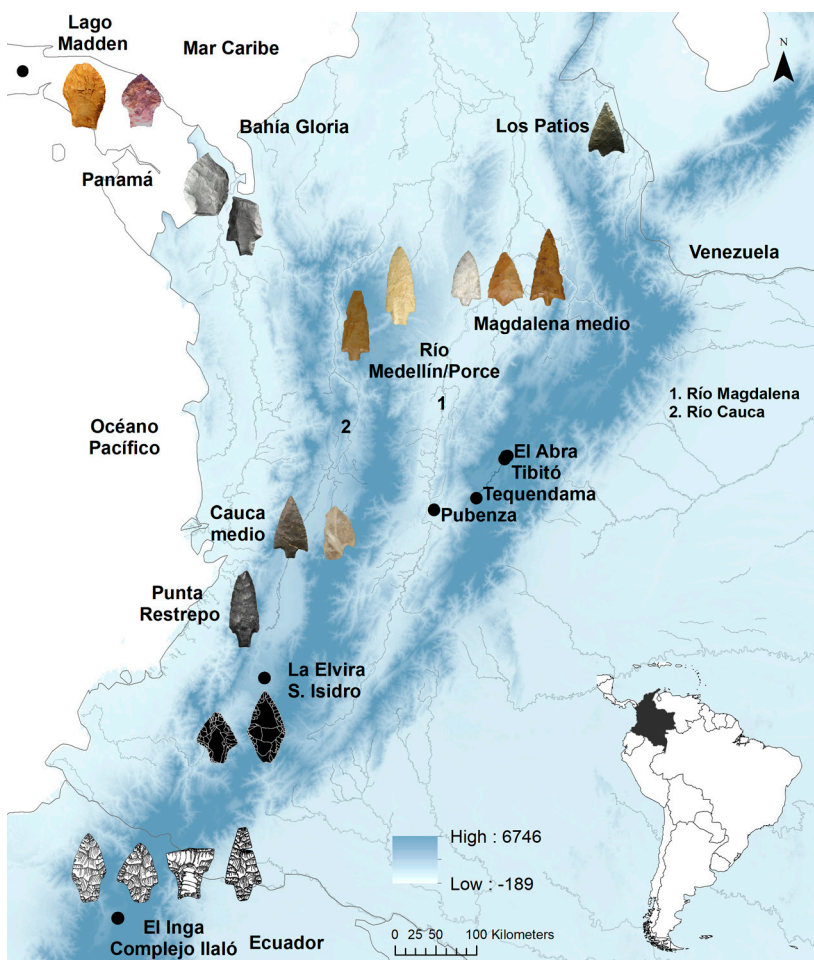 Lago
Madden
Mar Caribe
N
Bahía Gloria
Los Patios
Panamá
Venezuela
Magdalena medio
Río
Medellín/Porce
1
1. Río Magdalena
2. Río Cauca
2
Océano
Pacífico
El Abra
Tibitó
Tequendama
Pubenza
Cauca
medio
Punta
Restrepo
La Elvira
S. Isidro
High : 6746
Low : -189
El Inga
Complejo Ilaló
Ecuador
0 25 50 100 Kilometers